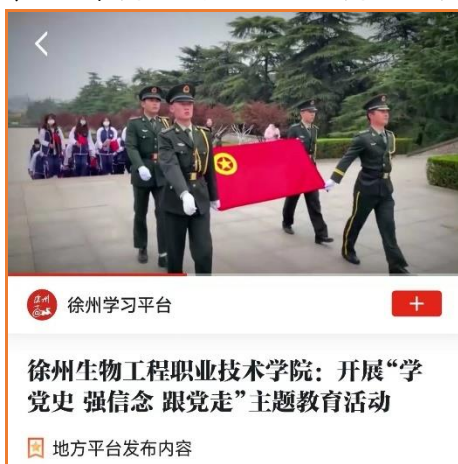 徐州学习平台
徐州生物工程职业技术学院：开展“学
党史 强信念 跟党走”主题教育活动
地方平台发布内容